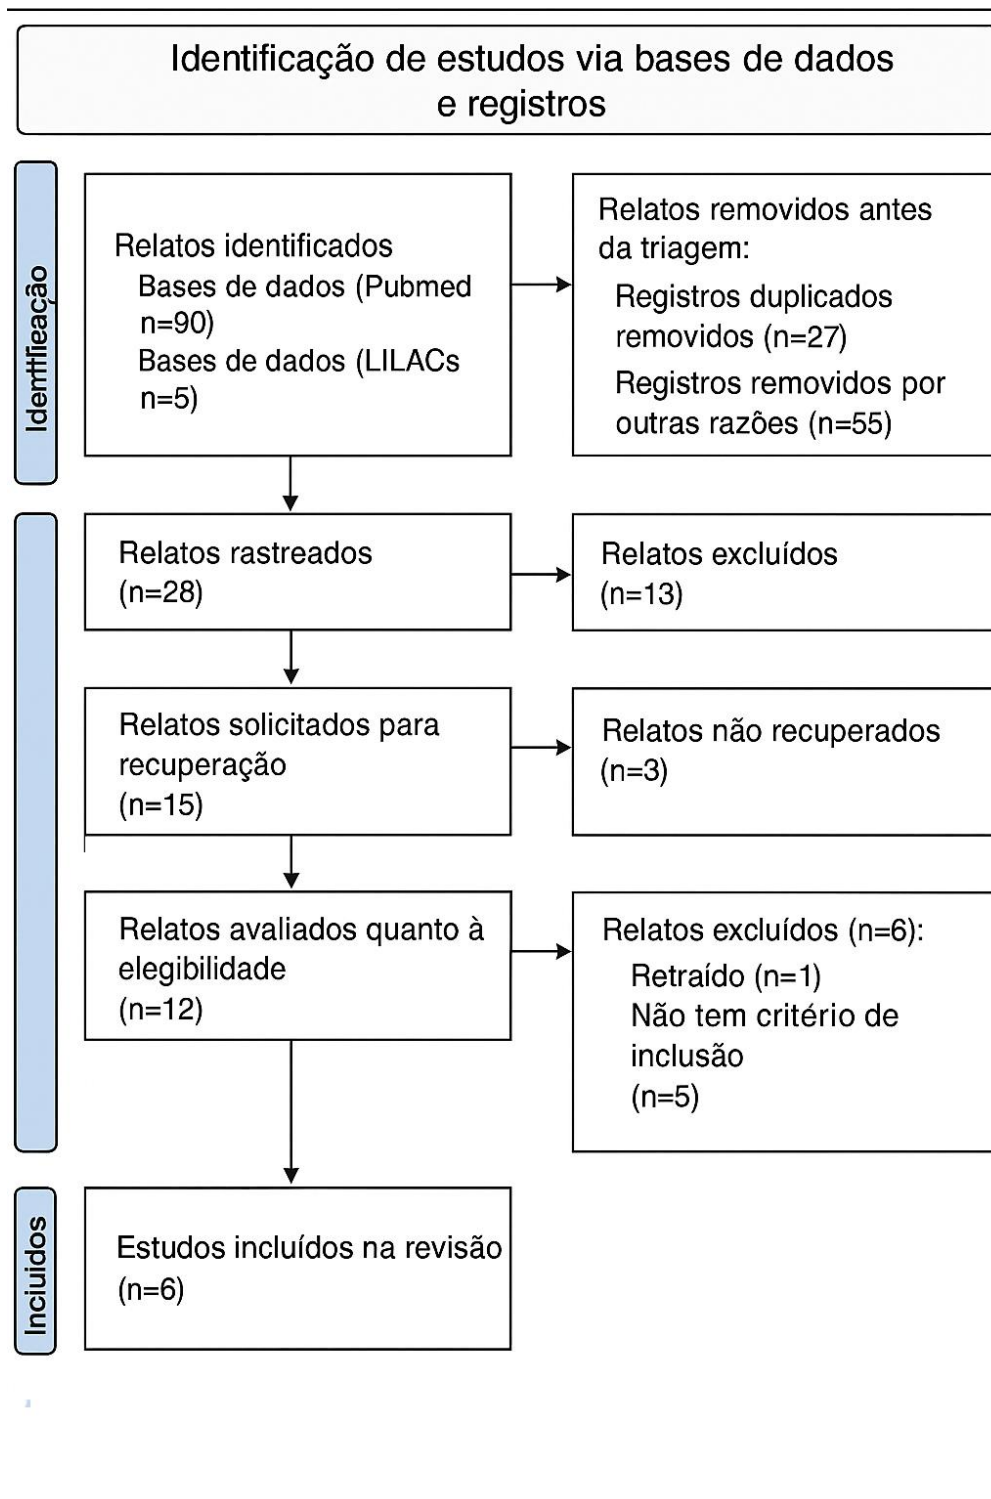 Identificação de estudos via bases de dados
e registros
Relatos identificados
Bases de dados (Pubmed
n=90)
Bases de dados (LILACs
n=5)
Relatos removidos antes
da triagem:
Registros duplicados
removidos (n=27)
Registros removidos por
outras razões (n=55)
Relatos rastreados
(n=28)
Relatos excluídos
(n=13)
Relatos solicitados para
recuperação
(n=15)
Relatos não recuperados
(n=3)
Relatos avaliados quanto à
elegibilidade
(n=12)
Relatos excluídos (n=6):
Retraído (n=1)
Não tem critério de
inclusão
(n=5)
Inciuidos
Estudos incluídos na revisão
(n=6)